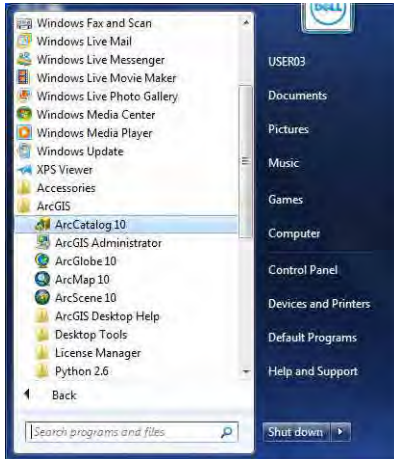 Windows Fax and Scan
Windows Live Mail
Windows Live Messenger
Windows Live Movie Maker
Windows Live Photo Gallery
Windows Media Center
Windows Media Player
Windows Update
XPS Viewer
Accessories
ArcGIS
ArcCatalog 10
ArcGIS Administrator
ArcGlobe 10
ArcMap 10
ArcScene 10
ArcGIS Desktop Help
Desktop Tools
License Manager
Python 2.6
Back
Search programs and files
DELL
USER03
Documents
Pictures
Music
Games
Computer
Control Panel
Devices and Printers
Default Programs
Help and Support
Shut down